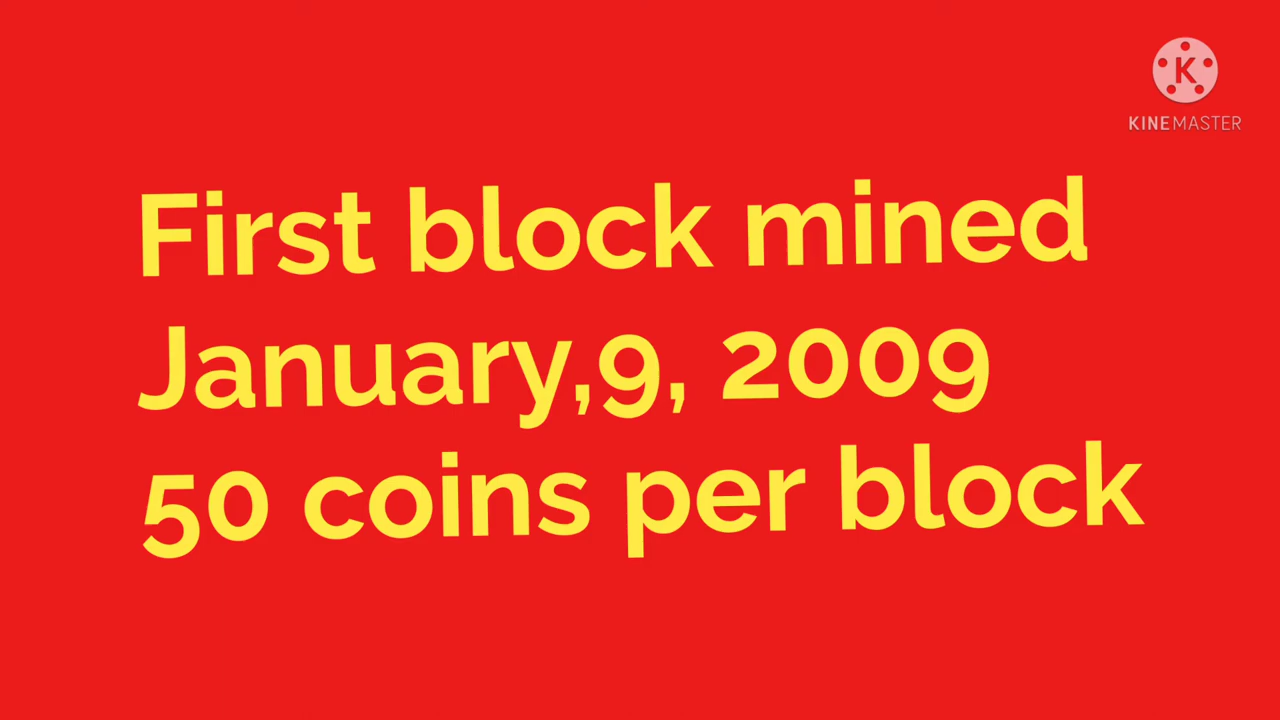 K
KINEMASTER
First block mined
January,9, 2009
50 coins per block